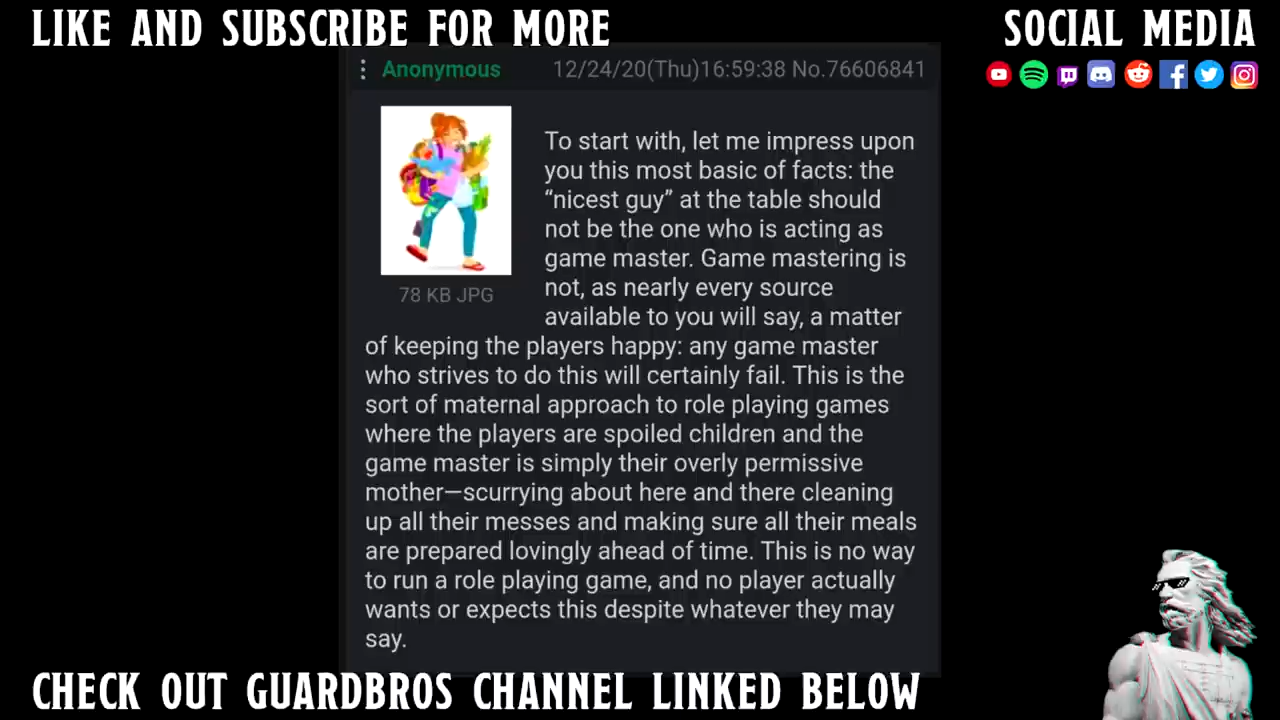 LIKE AND SUBSCRIBE FOR MORE
SOCIAL MEDIA
Anonymous 12/24/20(Thu)16:59:38 No.76606841
78 KB JPG
To start with, let me impress upon
you this most basic of facts: the
“nicest guy” at the table should
not be the one who is acting as
game master. Game mastering is
not, as nearly every source
available to you will say, a matter
of keeping the players happy: any game master
who strives to do this will certainly fail. This is the
sort of maternal approach to role playing games
where the players are spoiled children and the
game master is simply their overly permissive
mother—scurrying about here and there cleaning
up all their messes and making sure all their meals
are prepared lovingly ahead of time. This is no way
to run a role playing game, and no player actually
wants or expects this despite whatever they may
say.
CHECK OUT GUARDBROS CHANNEL LINKED BELOW